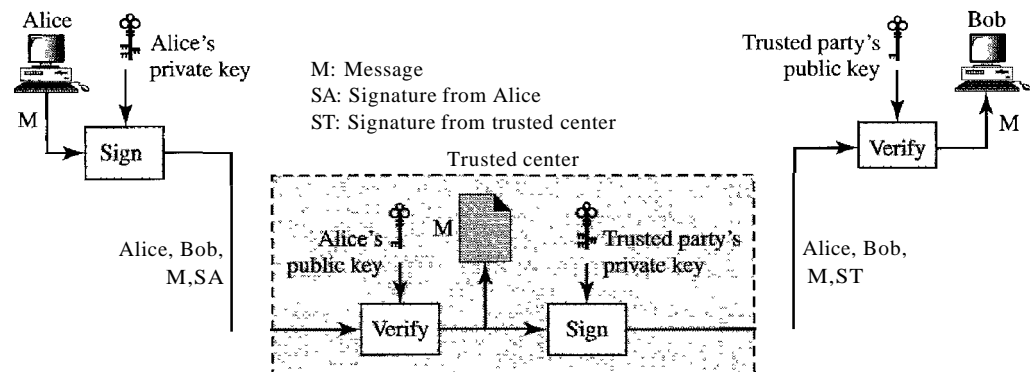 Alice
Alice's
private key
M
Sign
M: Message
SA: Signature from Alice
ST: Signature from trusted center
Trusted party's
public key
Bob
M
Verify
Trusted center
Alice, Bob,
M,SA
Alice's
public key
M
Trusted party's
private key
Verify
Sign
Alice, Bob,
M,ST